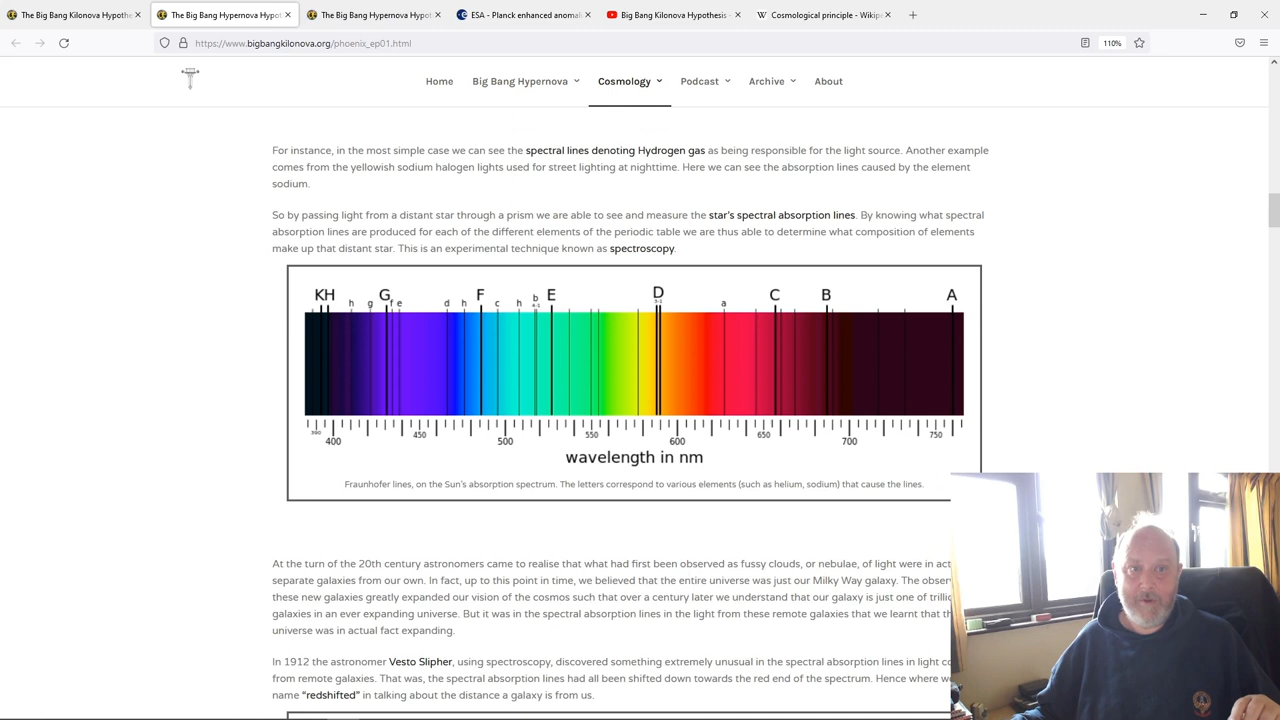 The Big Bang Kilonova Hypothe
The Big Bang Hypernova Hypot
The Big Bang Hypernova Hypot
ESA - Planck enhanced anomal
Big Bang Kilonova Hypothesis -
Cosmological principle - Wikipe
https://www.bigbangkilonova.org/phoenix_ep01.html
110%
Home
Big Bang Hypernova
Cosmology
Podcast
Archive
About
For instance, in the most simple case we can see the spectral lines denoting Hydrogen gas as being responsible for the light source. Another example
comes from the yellowish sodium halogen lights used for street lighting at nighttime. Here we can see the absorption lines caused by the element
sodium.
So by passing light from a distant star through a prism we are able to see and measure the star's spectral absorption lines. By knowing what spectral
absorption lines are produced for each of the different elements of the periodic table we are thus able to determine what composition of elements
make up that distant star. This is an experimental technique known as spectroscopy.
KH G F E D C B A
h g f e d h c h b a
4-1 3-1
390 400 450 500 550 600 650 700 750
wavelength in nm
Fraunhofer lines, on the Sun's absorption spectrum. The letters correspond to various elements (such as helium, sodium) that cause the lines.
At the turn of the 20th century astronomers came to realise that what had first been observed as fussy clouds, or nebulae, of light were in act
separate galaxies from our own. In fact, up to this point in time, we believed that the entire universe was just our Milky Way galaxy. The obser
these new galaxies greatly expanded our vision of the cosmos such that over a century later we understand that our galaxy is just one of trilli
galaxies in an ever expanding universe. But it was in the spectral absorption lines in the light from these remote galaxies that we learnt that th
universe was in actual fact expanding.
In 1912 the astronomer Vesto Slipher, using spectroscopy, discovered something extremely unusual in the spectral absorption lines in light co
from remote galaxies. That was, the spectral absorption lines had all been shifted down towards the red end of the spectrum. Hence where we
name “redshifted” in talking about the distance a galaxy is from us.